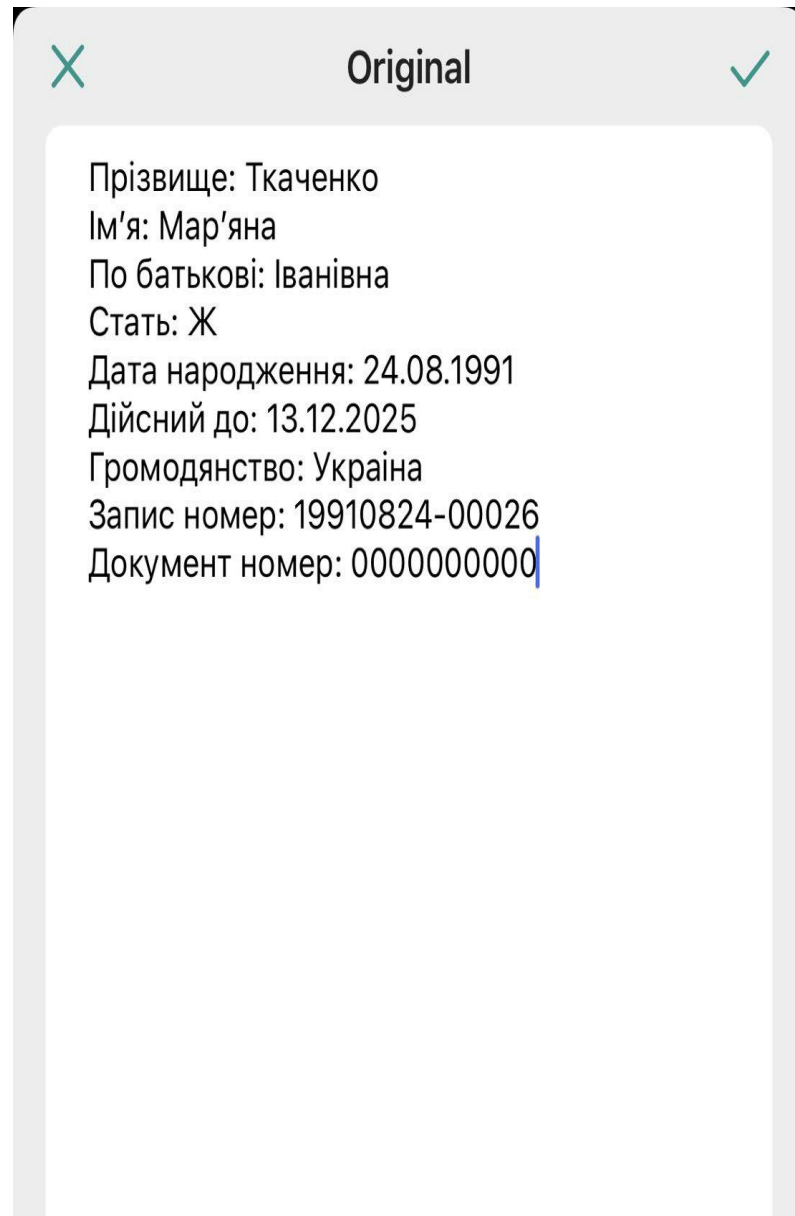 Original
Прізвище: Ткаченко
Ім'я: Мар'яна
По батькові: Іванівна
Стать: Ж
Дата народження: 24.08.1991
Дійсний до: 13.12.2025
Громодянство: Украіна
Запис номер: 19910824-00026
Документ номер: 0000000000